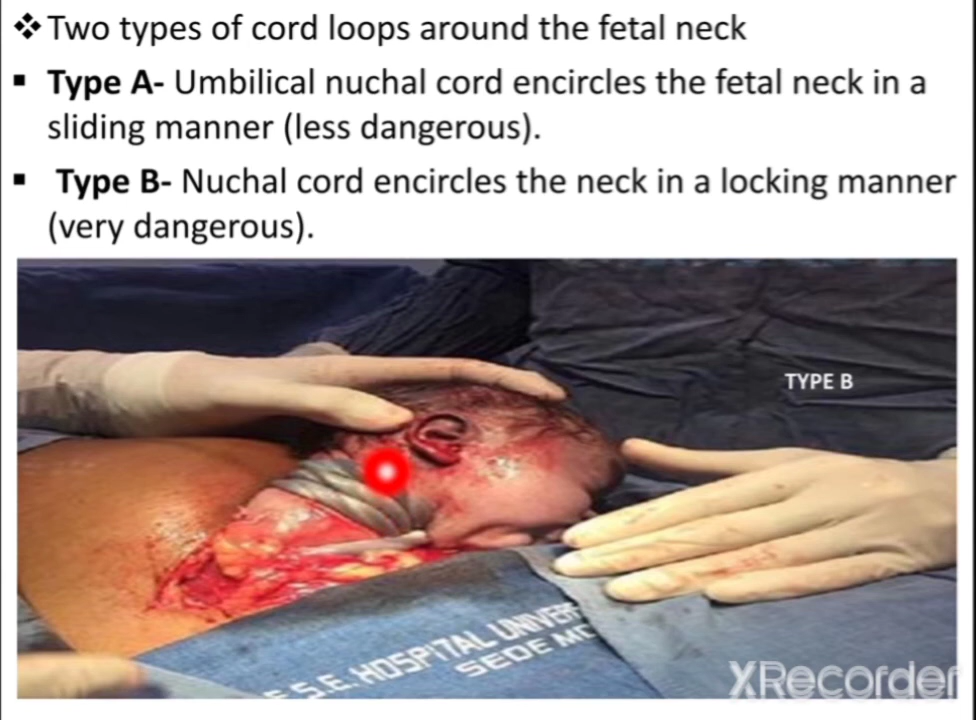 ❖Two types of cord loops around the fetal neck
▪ Type A- Umbilical nuchal cord encircles the fetal neck in a
sliding manner (less dangerous).
▪ Type B- Nuchal cord encircles the neck in a locking manner
(very dangerous).
TYPE B
E S.E. HOSPITAL UNIVER
SEDE MO
XRecorder